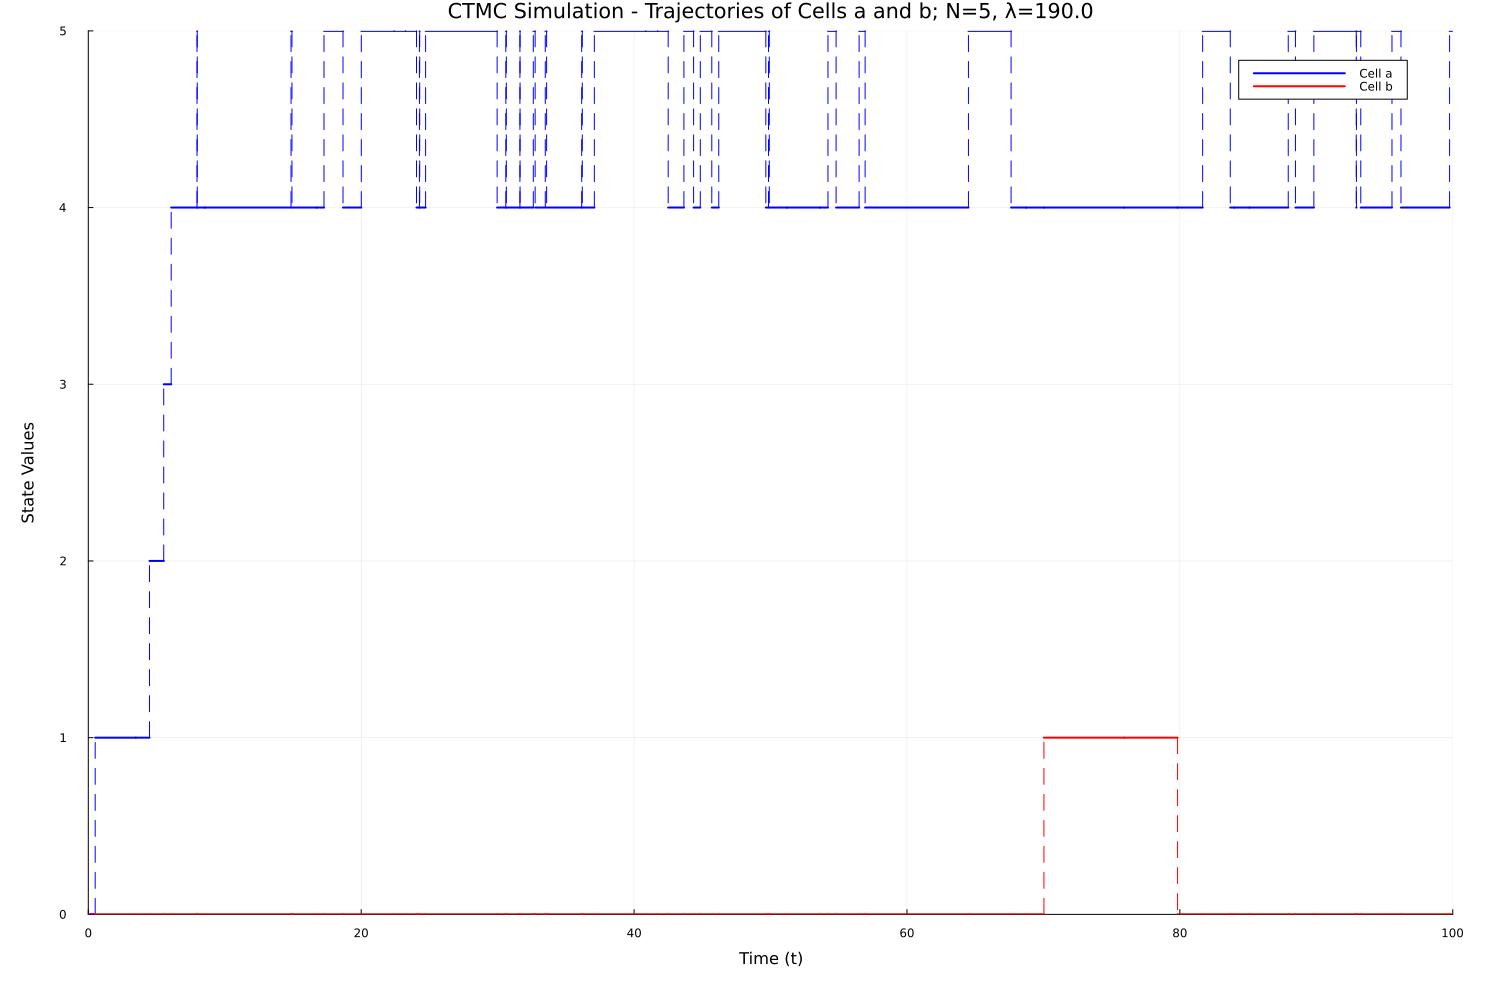 CTMC Simulation - Trajectories of Cells a and b; N=5, λ=190.0
5
Cell a
Cell b
4
3
State Values
2
1
0
0 20 40 60 80 100
Time (t)